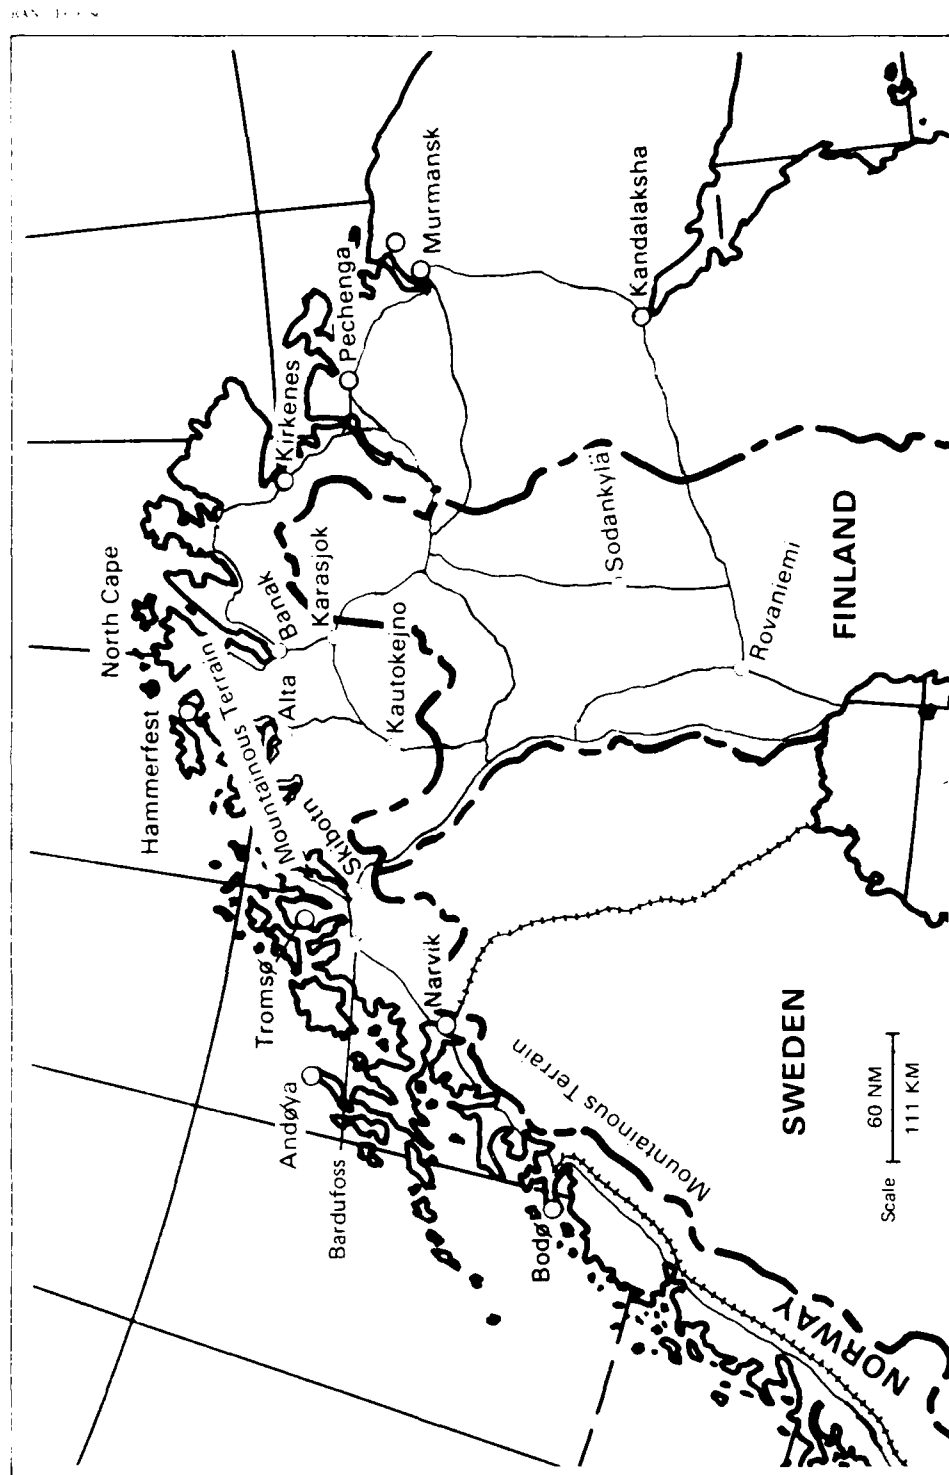 North Cape
Hammerfest
Mountainous Terrain
Tromsø
Andøya
Bardufoss
Skibotn
Alta
Banak
Karasjok
Kautokejno
Kirkenes
Pechenga
Murmansk
Kandalaksha
Narvik
Bodø
Mountainous Terrain
Sodankylä
Rovaniemi
FINLAND
SWEDEN
NORWAY
Scale
60 NM
111 KM